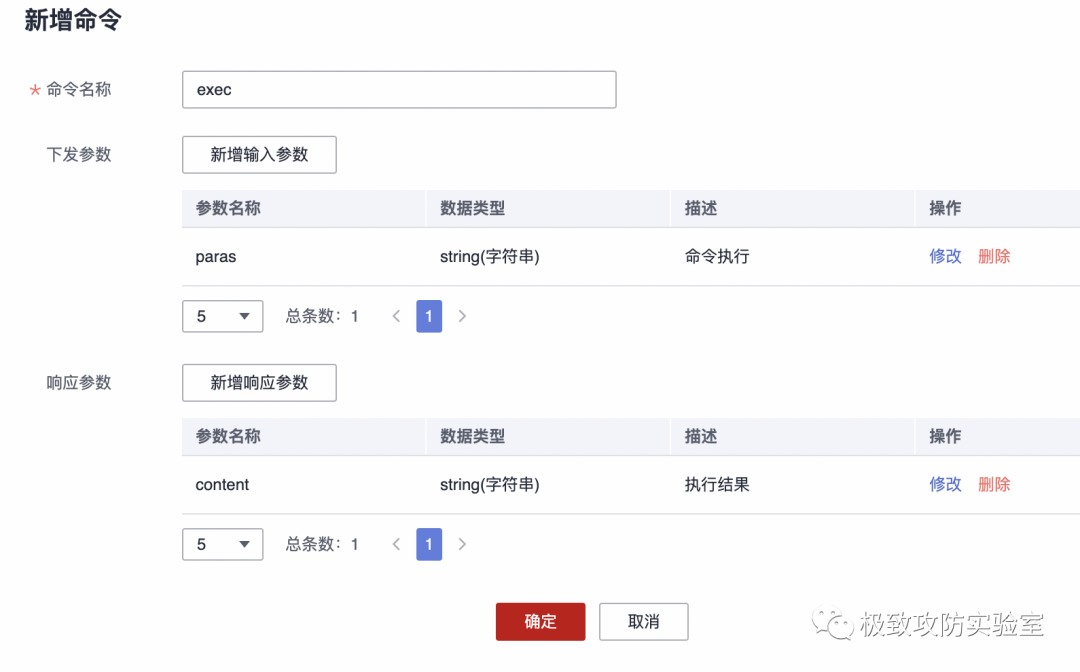 新增命令
* 命令名称 exec
下发参数 新增输入参数
参数名称 数据类型 描述 操作
paras string(字符串) 命令执行 修改 删除
5 总条数：1 < 1 >
响应参数 新增响应参数
参数名称 数据类型 描述 操作
content string(字符串) 执行结果 修改 删除
5 总条数：1 < 1 >
确定 取消
极致攻防实验室